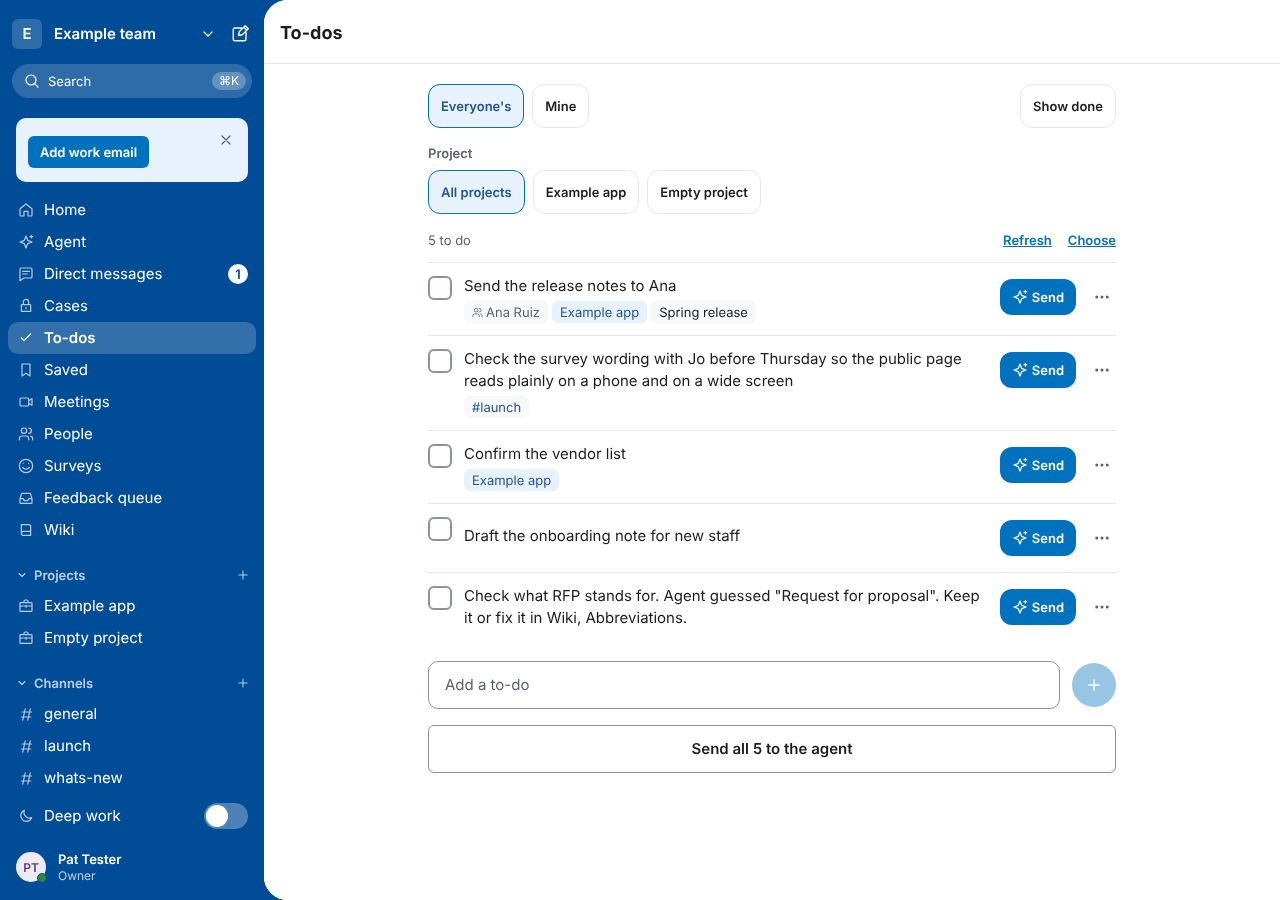 E Example team
Search ⌘K
Add work email
Home
Agent
Direct messages 1
Cases
To-dos
Saved
Meetings
People
Surveys
Feedback queue
Wiki
Projects
Example app
Empty project
Channels
# general
# launch
# whats-new
Deep work
PT Pat Tester
Owner
To-dos
Everyone's Mine Show done
Project
All projects Example app Empty project
5 to do Refresh Choose
Send the release notes to Ana
Ana Ruiz Example app Spring release
Send
Check the survey wording with Jo before Thursday so the public page
reads plainly on a phone and on a wide screen
#launch
Send
Confirm the vendor list
Example app
Send
Draft the onboarding note for new staff
Send
Check what RFP stands for. Agent guessed "Request for proposal". Keep
it or fix it in Wiki, Abbreviations.
Send
Add a to-do
Send all 5 to the agent